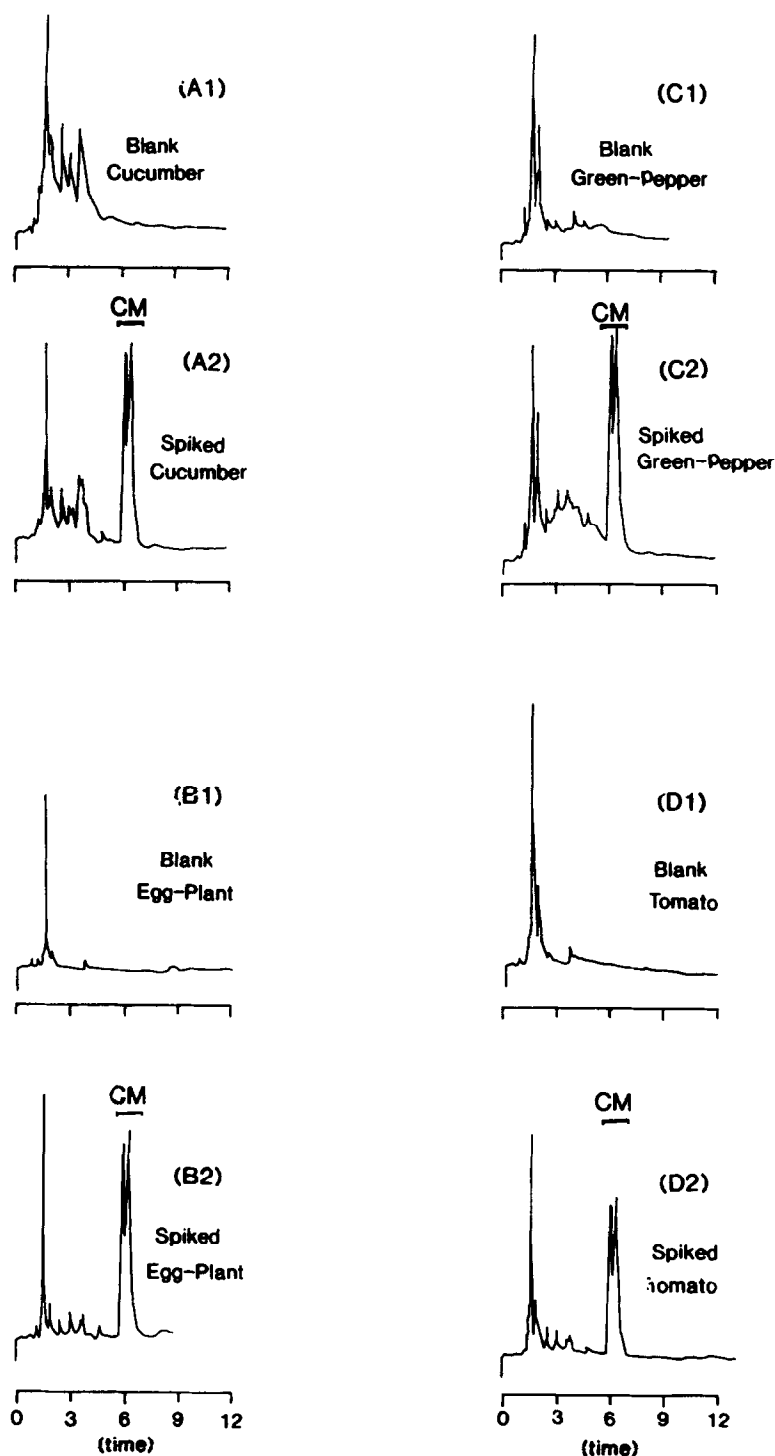 (A1)
Blank
Cucumber
(C1)
Blank
Green-Pepper
CM
(A2)
Spiked
Cucumber
CM
(C2)
Spiked
Green-Pepper
(B1)
Blank
Egg-Plant
(D1)
Blank
Tomato
CM
(B2)
Spiked
Egg-Plant
0 3 6 9 12
(time)
CM
(D2)
Spiked
Tomato
0 3 6 9 12
(time)